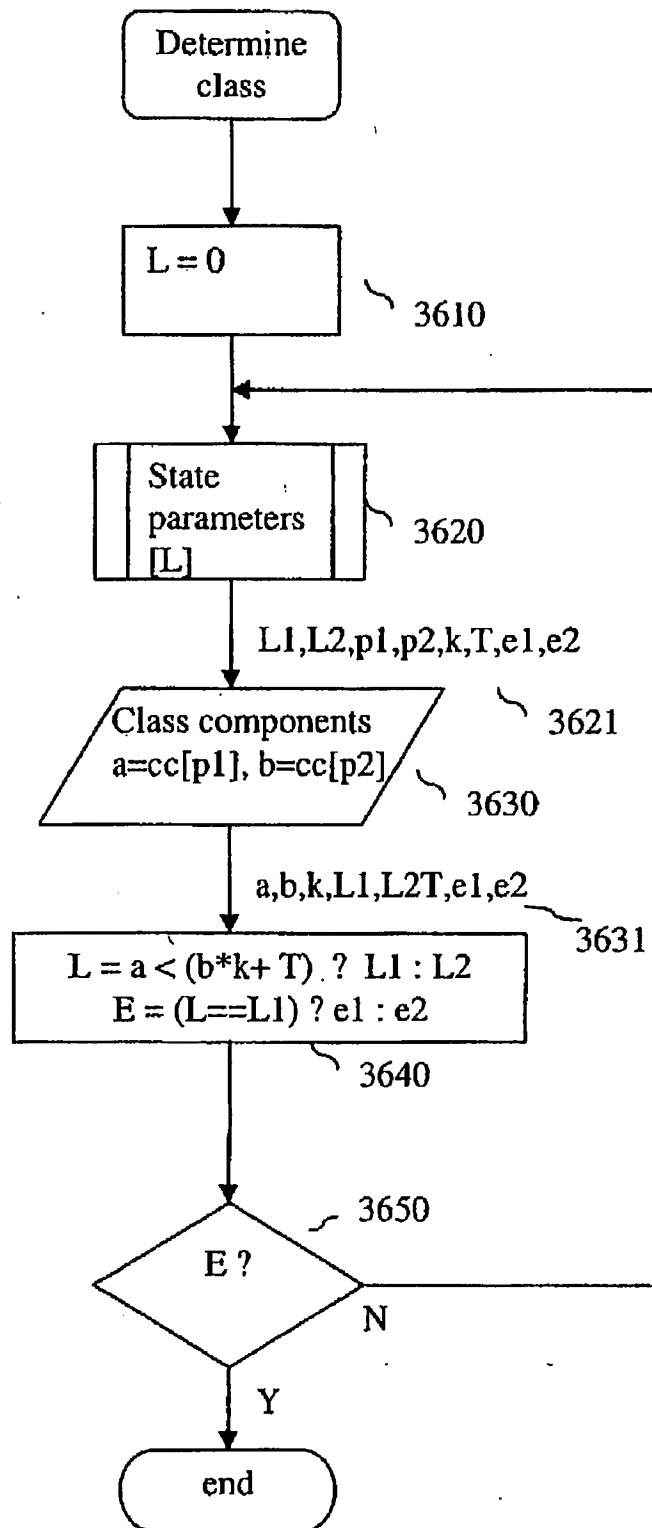 Determine
class
L = 0
3610
State
parameters
[L]
3620
L1,L2,p1,p2,k,T,e1,e2
3621
Class components
a=cc[p1], b=cc[p2]
3630
a,b,k,L1,L2T,e1,e2
3631
L = a < (b*k+ T) ? L1 : L2
E = (L==L1) ? e1 : e2
3640
3650
E ?
N
Y
end